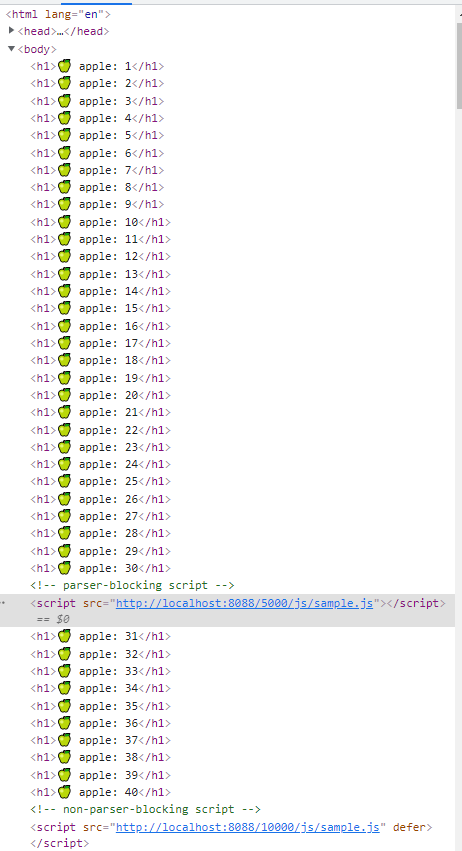 <html lang="en">
▶<head>…</head>
▼<body>
<h1>🍏 apple: 1</h1>
<h1>🍏 apple: 2</h1>
<h1>🍏 apple: 3</h1>
<h1>🍏 apple: 4</h1>
<h1>🍏 apple: 5</h1>
<h1>🍏 apple: 6</h1>
<h1>🍏 apple: 7</h1>
<h1>🍏 apple: 8</h1>
<h1>🍏 apple: 9</h1>
<h1>🍏 apple: 10</h1>
<h1>🍏 apple: 11</h1>
<h1>🍏 apple: 12</h1>
<h1>🍏 apple: 13</h1>
<h1>🍏 apple: 14</h1>
<h1>🍏 apple: 15</h1>
<h1>🍏 apple: 16</h1>
<h1>🍏 apple: 17</h1>
<h1>🍏 apple: 18</h1>
<h1>🍏 apple: 19</h1>
<h1>🍏 apple: 20</h1>
<h1>🍏 apple: 21</h1>
<h1>🍏 apple: 22</h1>
<h1>🍏 apple: 23</h1>
<h1>🍏 apple: 24</h1>
<h1>🍏 apple: 25</h1>
<h1>🍏 apple: 26</h1>
<h1>🍏 apple: 27</h1>
<h1>🍏 apple: 28</h1>
<h1>🍏 apple: 29</h1>
<h1>🍏 apple: 30</h1>
<!-- parser-blocking script -->
<script src="http://localhost:8088/5000/js/sample.js"></script>
== $0
<h1>🍏 apple: 31</h1>
<h1>🍏 apple: 32</h1>
<h1>🍏 apple: 33</h1>
<h1>🍏 apple: 34</h1>
<h1>🍏 apple: 35</h1>
<h1>🍏 apple: 36</h1>
<h1>🍏 apple: 37</h1>
<h1>🍏 apple: 38</h1>
<h1>🍏 apple: 39</h1>
<h1>🍏 apple: 40</h1>
<!-- non-parser-blocking script -->
<script src="http://localhost:8088/10000/js/sample.js" defer>
</script>